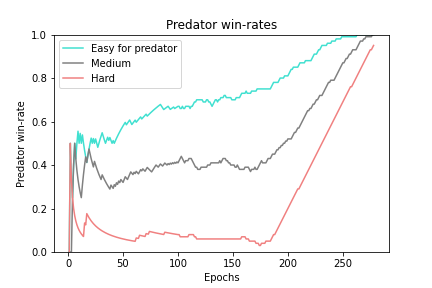 Predator win-rates
Easy for predator
Medium
Hard
Predator win-rate
1.0
0.8
0.6
0.4
0.2
0.0
0 50 100 150 200 250
Epochs